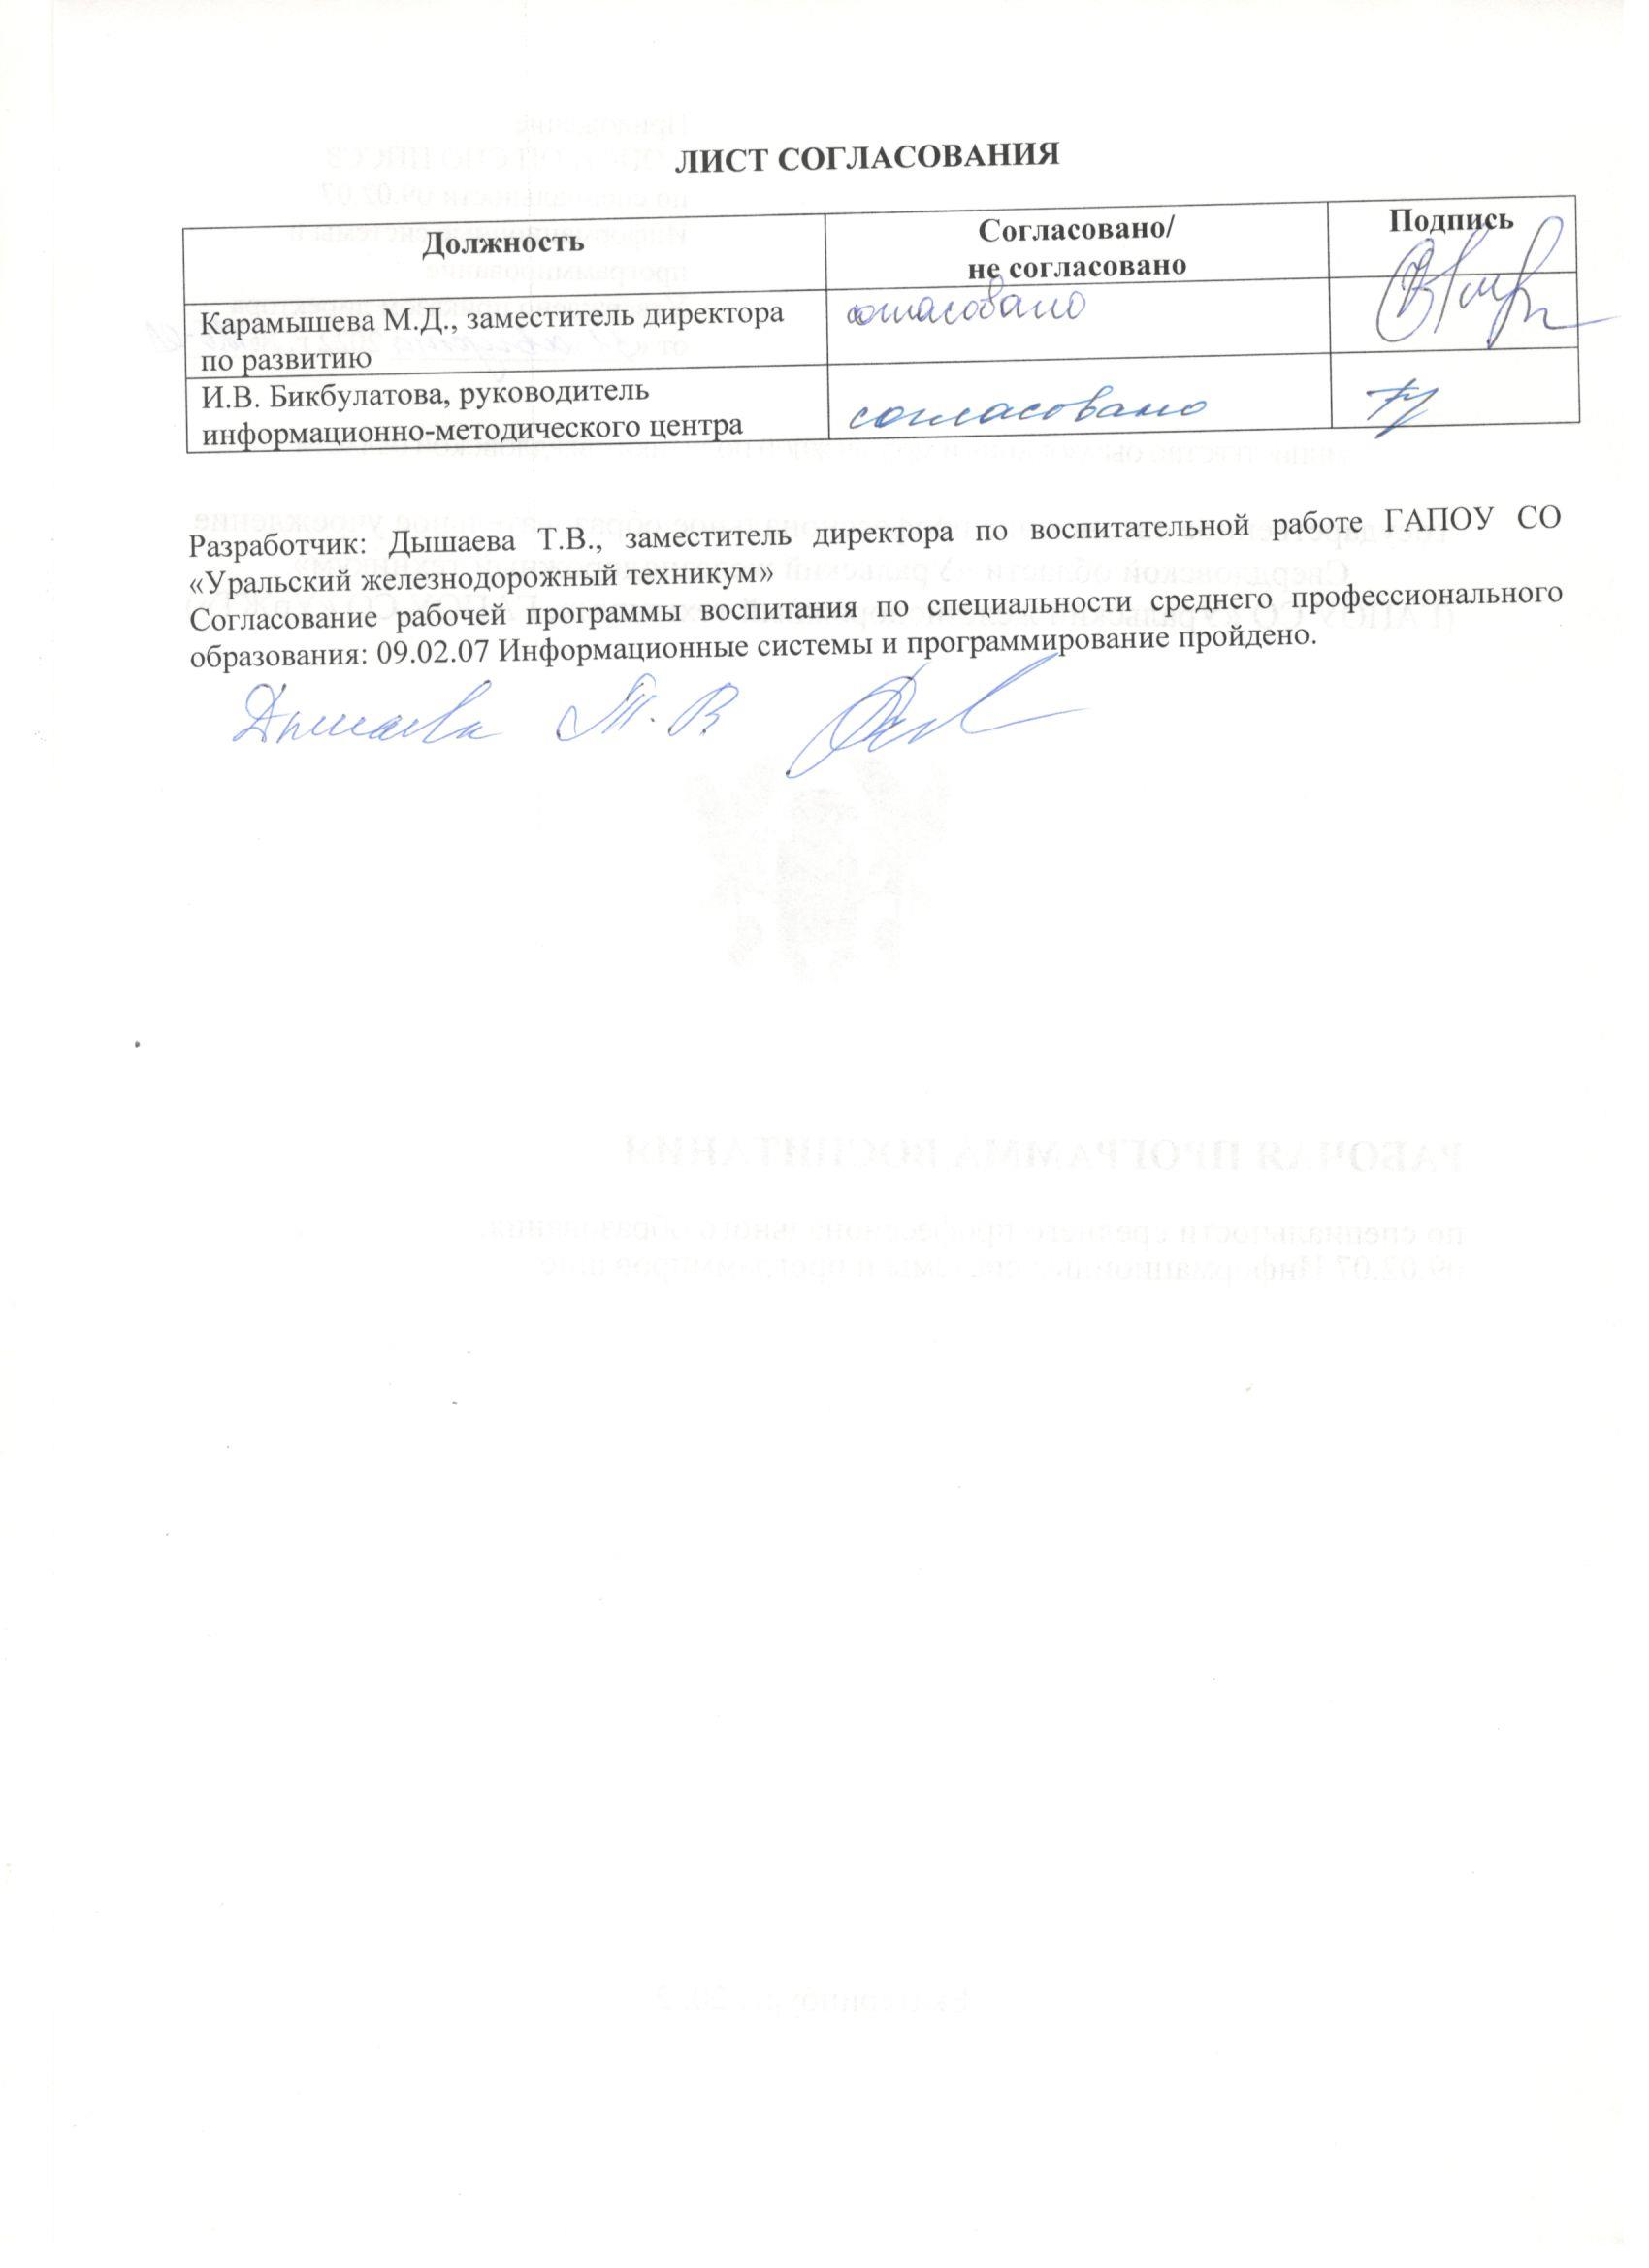 ЛИСТ СОГЛАСОВАНИЯ
Должность
Согласовано/
не согласовано
Подпись
Карамышева М.Д., заместитель директора
по развитию
согласовано
И.В. Бикбулатова, руководитель
информационно-методического центра
согласовано
Разработчик: Дышаева Т.В., заместитель директора по воспитательной работе ГАПОУ СО
«Уральский железнодорожный техникум»
Согласование рабочей программы воспитания по специальности среднего профессионального
образования: 09.02.07 Информационные системы и программирование пройдено.
Дышаева Т. В